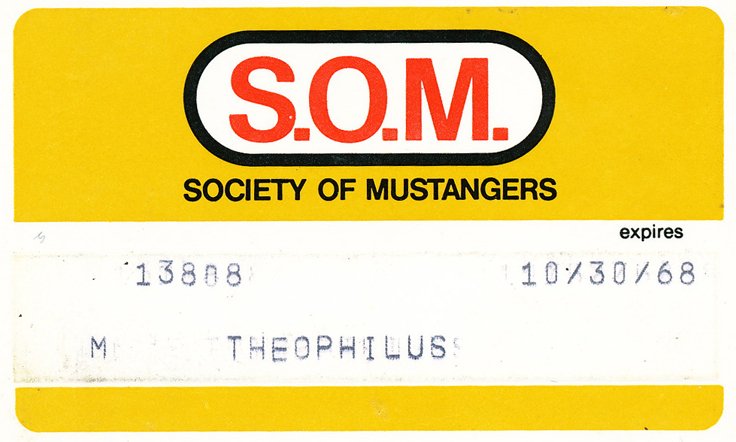 S.O.M.
SOCIETY OF MUSTANGERS
expires
13808 10/30/68
M THEOPHILUS